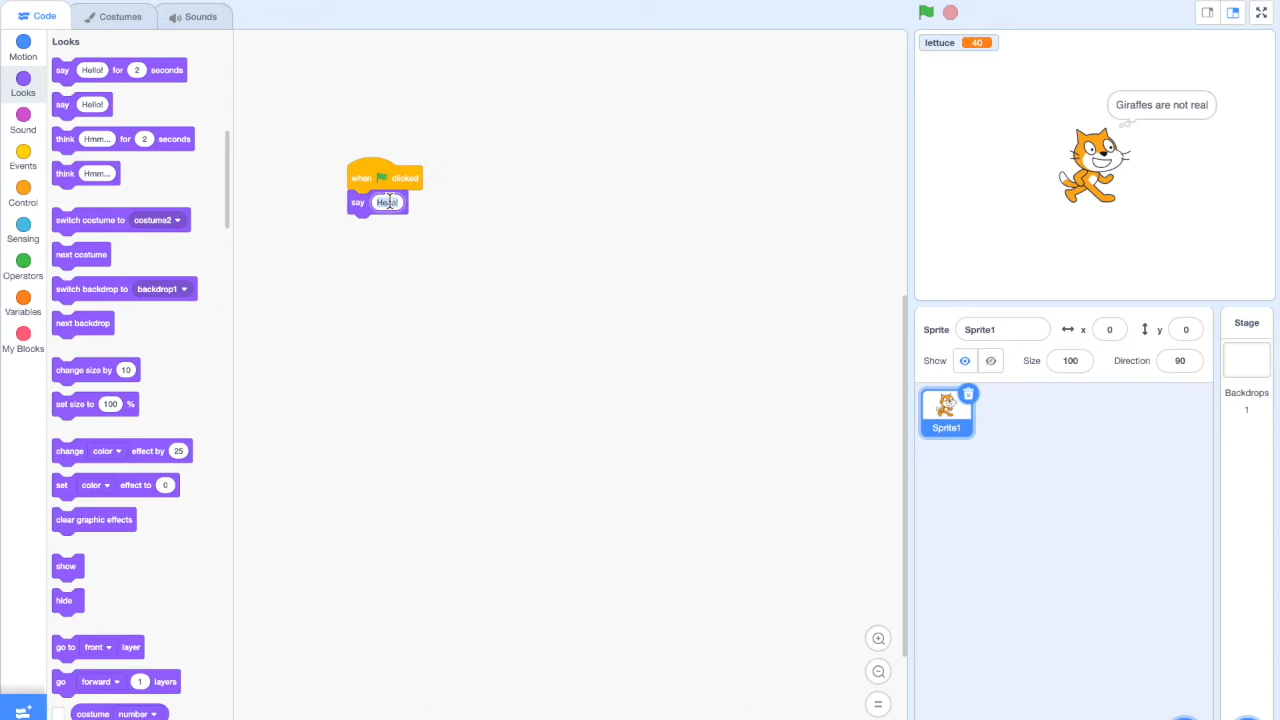 Code
Costumes
Sounds
Motion
Looks
Sound
Events
Control
Sensing
Operators
Variables
My Blocks
Looks
say Hello! for 2 seconds
say Hello!
think Hmm... for 2 seconds
think Hmm...
switch costume to costume2
next costume
switch backdrop to backdrop1
next backdrop
change size by 10
set size to 100 %
change color effect by 25
set color effect to 0
clear graphic effects
show
hide
go to front layer
go forward 1 layers
costume number
when clicked
say Hello!
lettuce 40
Giraffes are not real
Sprite Sprite1 x 0 y 0
Show Size 100 Direction 90
Sprite1
Stage
Backdrops
1